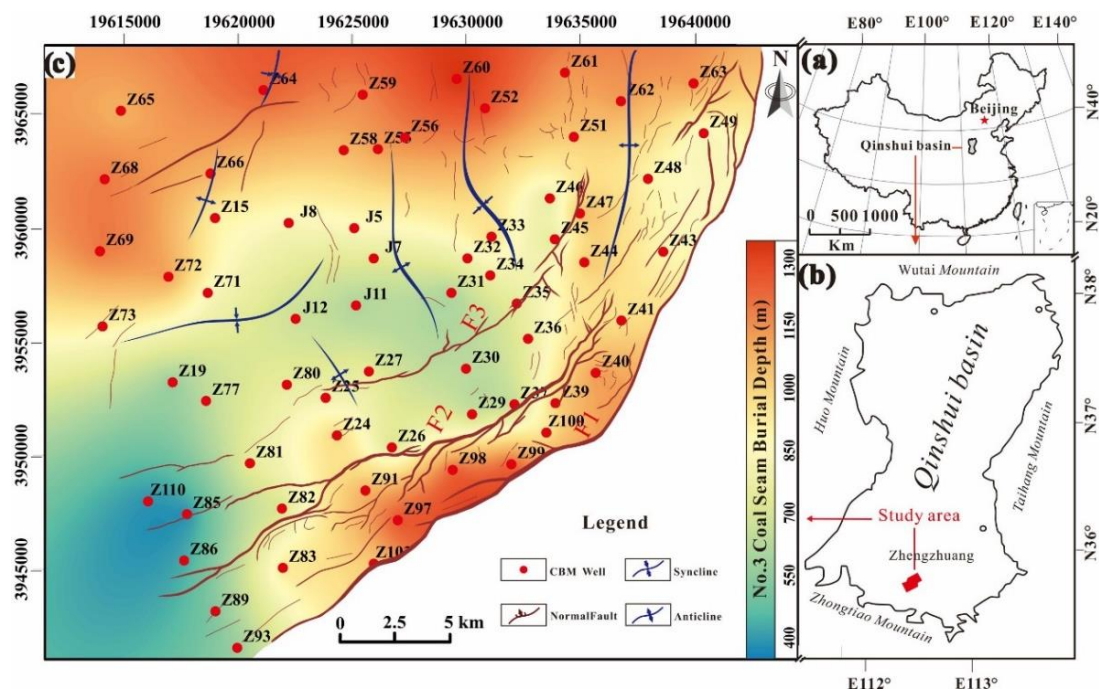 19615000 19620000 19625000 19630000 19635000 19640000
(c)
3965000
3960000
3955000
3950000
3945000
N
Z64
Z59
Z60
Z61
Z63
Z65
Z52
Z62
Z56
Z58
Z51
Z49
Z68
Z66
Z48
Z46
Z47
Z15
J8
J5
Z33
Z45
Z69
J7
Z32
Z44
Z43
Z72
Z34
Z71
Z31
J11
Z35
Z73
J12
F3
Z41
Z36
Z19
Z80
Z27
Z30
Z40
Z77
Z25
Z29
Z37
Z39
Z24
F2
Z100
F1
Z81
Z26
Z98
Z99
Z110
Z85
Z82
Z91
Z97
Z86
Z83
Z89
Z93
Legend
CBM Well
Syncline
NormalFault
Anticline
0 2.5 5 km
No.3 Coal Seam Burial Depth (m)
1300
1150
1000
850
700
550
400
E80° E100° E120° E140°
(a)
N40°
N20°
Beijing
Qinshui basin
0 500 1000
Km
(b)
Wutai Mountain
Huo Mountain
Qinshui basin
Taihang Mountain
Study area
Zhengzhuang
Zhongtiao Mountain
N38°
N37°
N36°
E112° E113°